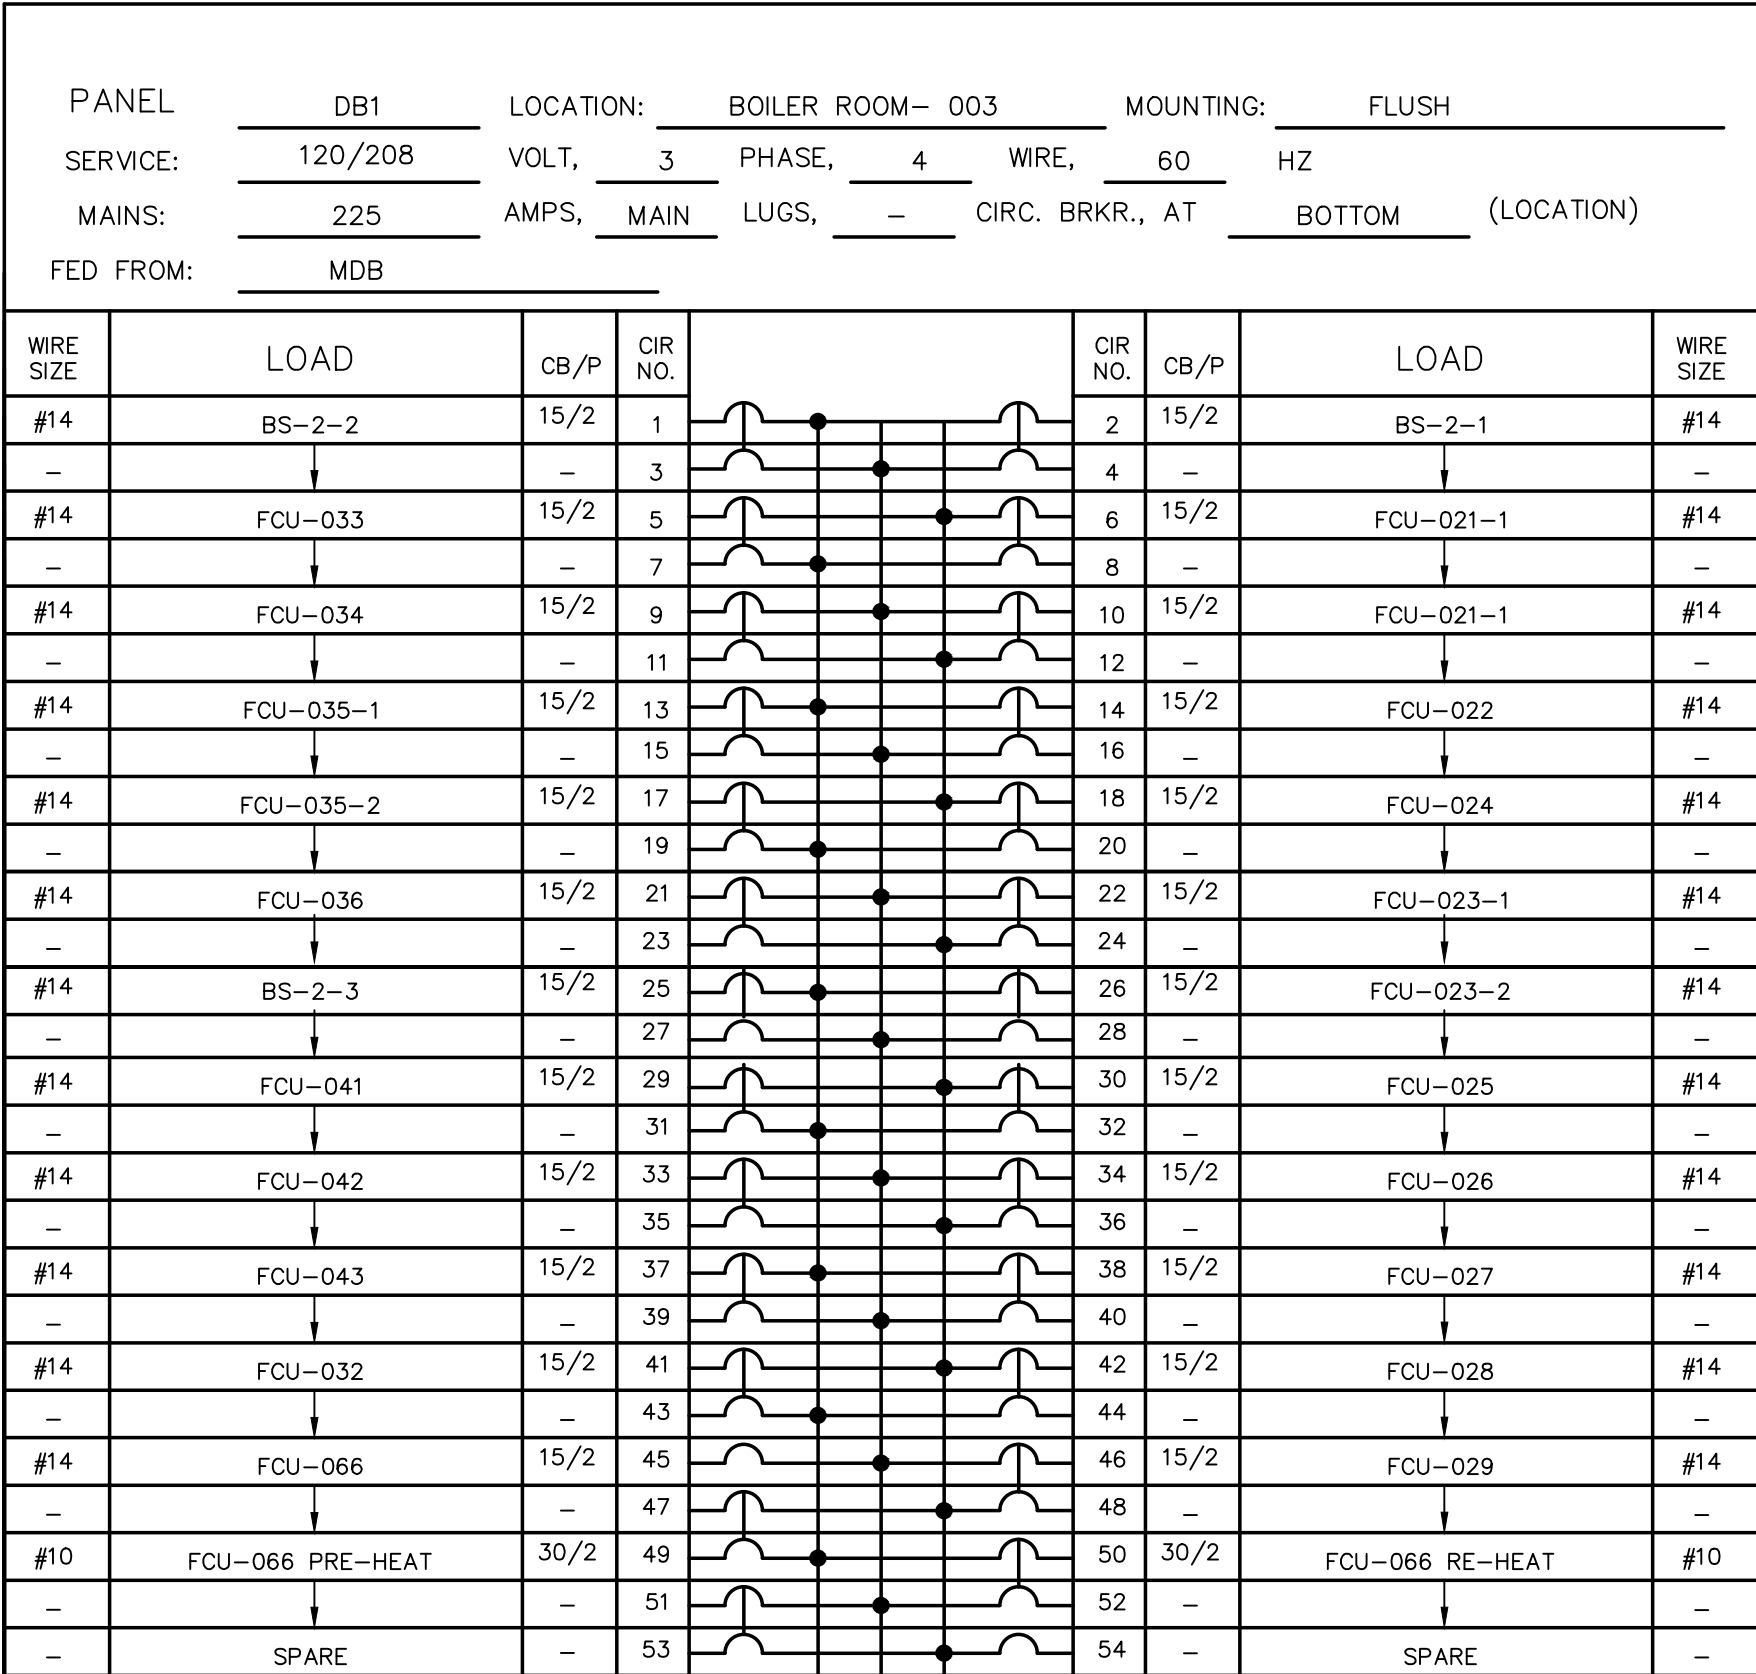 PANEL DB1 LOCATION: BOILER ROOM- 003 MOUNTING: FLUSH
SERVICE: 120/208 VOLT, 3 PHASE, 4 WIRE, 60 HZ
MAINS: 225 AMPS, MAIN LUGS, - CIRC. BRKR., AT BOTTOM (LOCATION)
FED FROM: MDB
WIRE SIZE LOAD CB/P CIR NO. CIR NO. CB/P LOAD WIRE SIZE
#14 BS-2-2 15/2 1 2 15/2 BS-2-1 #14
- - 3 4 - -
#14 FCU-033 15/2 5 6 15/2 FCU-021-1 #14
- - 7 8 - -
#14 FCU-034 15/2 9 10 15/2 FCU-021-1 #14
- - 11 12 - -
#14 FCU-035-1 15/2 13 14 15/2 FCU-022 #14
- - 15 16 - -
#14 FCU-035-2 15/2 17 18 15/2 FCU-024 #14
- - 19 20 - -
#14 FCU-036 15/2 21 22 15/2 FCU-023-1 #14
- - 23 24 - -
#14 BS-2-3 15/2 25 26 15/2 FCU-023-2 #14
- - 27 28 - -
#14 FCU-041 15/2 29 30 15/2 FCU-025 #14
- - 31 32 - -
#14 FCU-042 15/2 33 34 15/2 FCU-026 #14
- - 35 36 - -
#14 FCU-043 15/2 37 38 15/2 FCU-027 #14
- - 39 40 - -
#14 FCU-032 15/2 41 42 15/2 FCU-028 #14
- - 43 44 - -
#14 FCU-066 15/2 45 46 15/2 FCU-029 #14
- - 47 48 - -
#10 FCU-066 PRE-HEAT 30/2 49 50 30/2 FCU-066 RE-HEAT #10
- - 51 52 - -
- SPARE - 53 54 - SPARE -